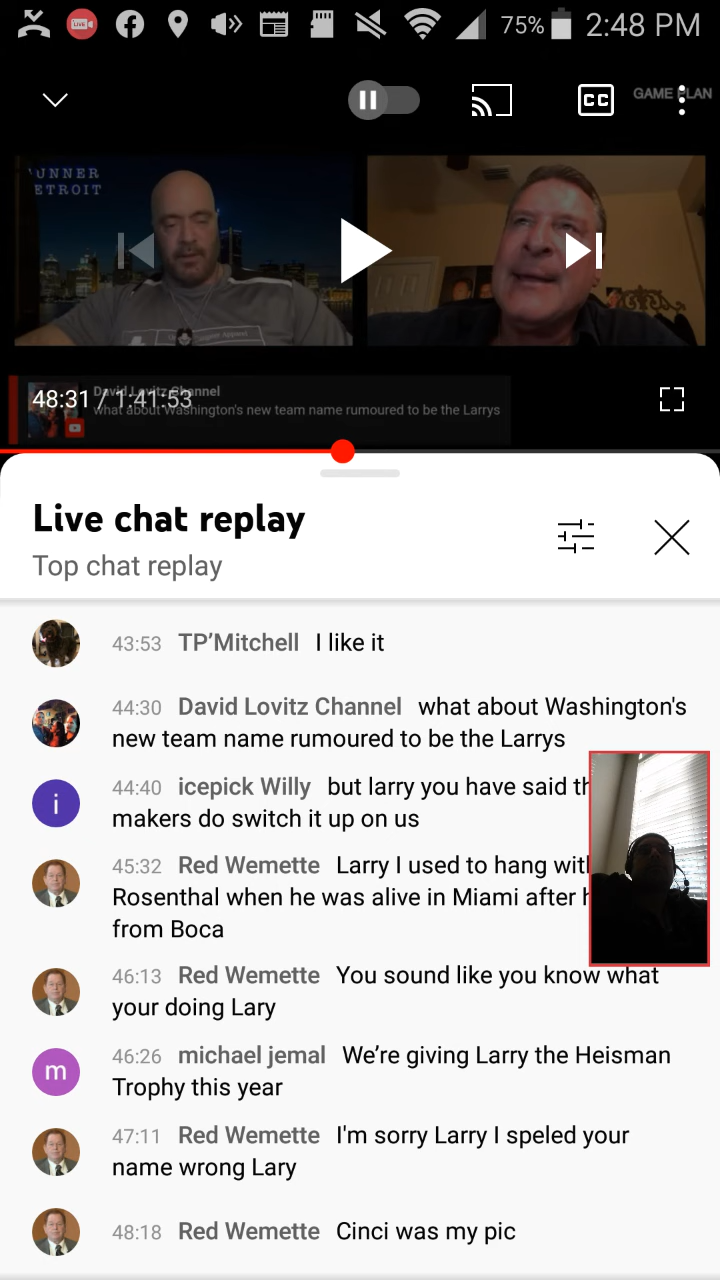 LIVE
75% 2:48 PM
CC GAME PLAN
UNNER
ETROIT
David Lovitz Channel
48:31 / 1:41:53
what about Washington's new team name rumoured to be the Larrys
Live chat replay
Top chat replay
43:53 TP'Mitchell I like it
44:30 David Lovitz Channel what about Washington's
new team name rumoured to be the Larrys
i
44:40 icepick Willy but larry you have said th
makers do switch it up on us
45:32 Red Wemette Larry I used to hang with
Rosenthal when he was alive in Miami after h
from Boca
46:13 Red Wemette You sound like you know what
your doing Lary
m
46:26 michael jemal We're giving Larry the Heisman
Trophy this year
47:11 Red Wemette I'm sorry Larry I speled your
name wrong Lary
48:18 Red Wemette Cinci was my pic